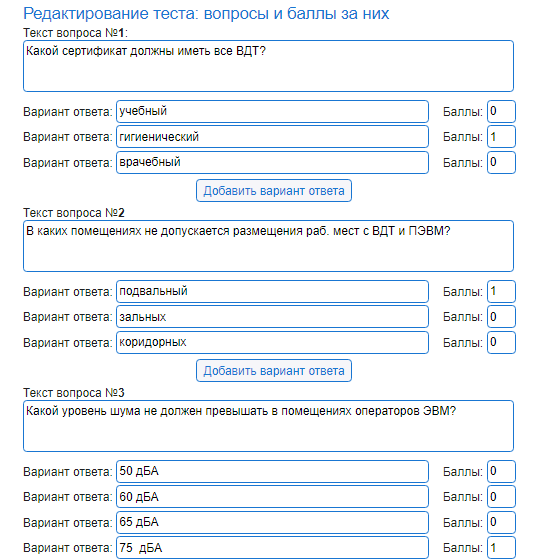 Редактирование теста: вопросы и баллы за них
Текст вопроса №1:
Какой сертификат должны иметь все ВДТ?
Вариант ответа: учебный Баллы: 0
Вариант ответа: гигиенический Баллы: 1
Вариант ответа: врачебный Баллы: 0
Добавить вариант ответа
Текст вопроса №2
В каких помещениях не допускается размещения раб. мест с ВДТ и ПЭВМ?
Вариант ответа: подвальный Баллы: 1
Вариант ответа: зальных Баллы: 0
Вариант ответа: коридорных Баллы: 0
Добавить вариант ответа
Текст вопроса №3
Какой уровень шума не должен превышать в помещениях операторов ЭВМ?
Вариант ответа: 50 дБА Баллы: 0
Вариант ответа: 60 дБА Баллы: 0
Вариант ответа: 65 дБА Баллы: 0
Вариант ответа: 75  дБА Баллы: 1